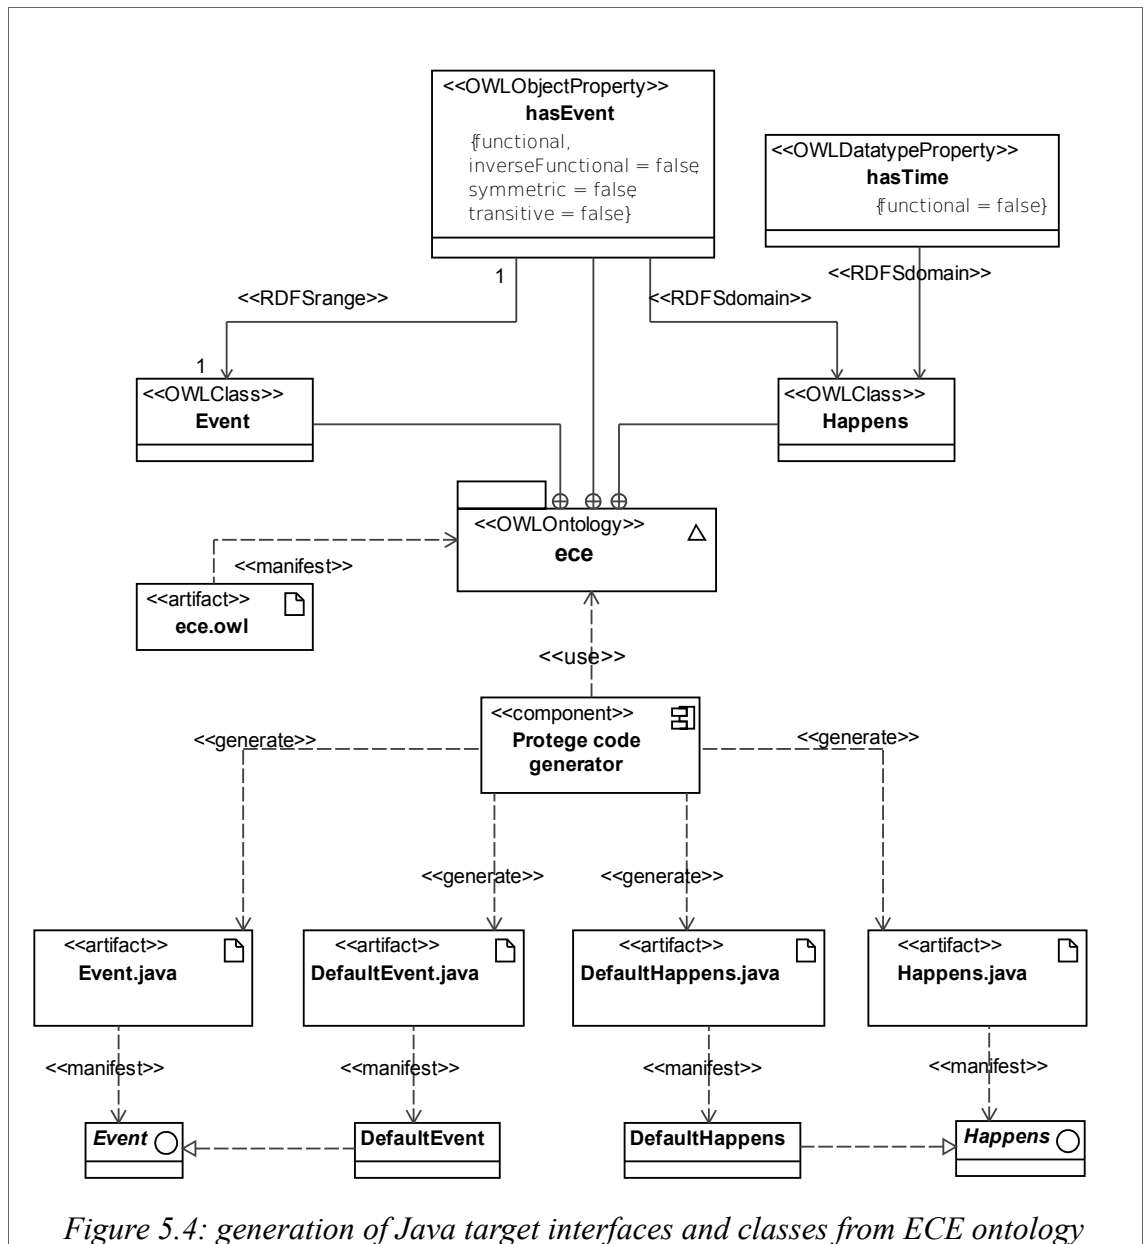 <<OWLObjectProperty>>
hasEvent
{functional,
inverseFunctional = false,
symmetric = false,
transitive = false}
<<OWLDatatypeProperty>>
hasTime
{functional = false}
1
<<RDFSrange>>
<<RDFSdomain>>
<<RDFSdomain>>
1
<<OWLClass>>
Event
<<OWLClass>>
Happens
<<OWLOntology>>
ece
<<manifest>>
<<artifact>>
ece.owl
<<use>>
<<component>>
Protege code
generator
<<generate>>
<<generate>>
<<generate>>
<<generate>>
<<artifact>>
Event.java
<<artifact>>
DefaultEvent.java
<<artifact>>
DefaultHappens.java
<<artifact>>
Happens.java
<<manifest>>
<<manifest>>
<<manifest>>
<<manifest>>
Event
DefaultEvent
DefaultHappens
Happens
Figure 5.4: generation of Java target interfaces and classes from ECE ontology